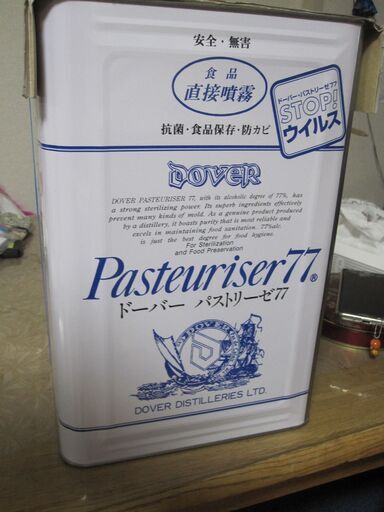 安全・無害
食品
直接噴霧
ドーバー・パストリーゼ77
STOP!
ウイルス
抗菌・食品保存・防カビ
DOVER
DOVER PASTEURISER 77, with its alcoholic degree of 77%, has
a strong sterilizing power. Its superb ingredients effectively
prevent many kinds of mold. As a genuine product produced
by a distillery, it boasts purity that is most reliable and
excels in maintaining food sanitation. 77%alc.
is just the best degree for food hygiene.
For Sterilization
and Food Preservation
Pasteuriser77®
ドーバー パストリーゼ77
DOVER
D
DOVER DISTILLERIES LTD.